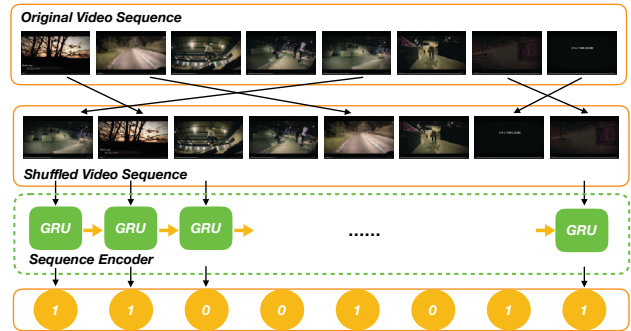 Original Video Sequence
Shuffled Video Sequence
GRU
GRU
GRU
......
GRU
Sequence Encoder
1
1
0
0
1
0
1
1